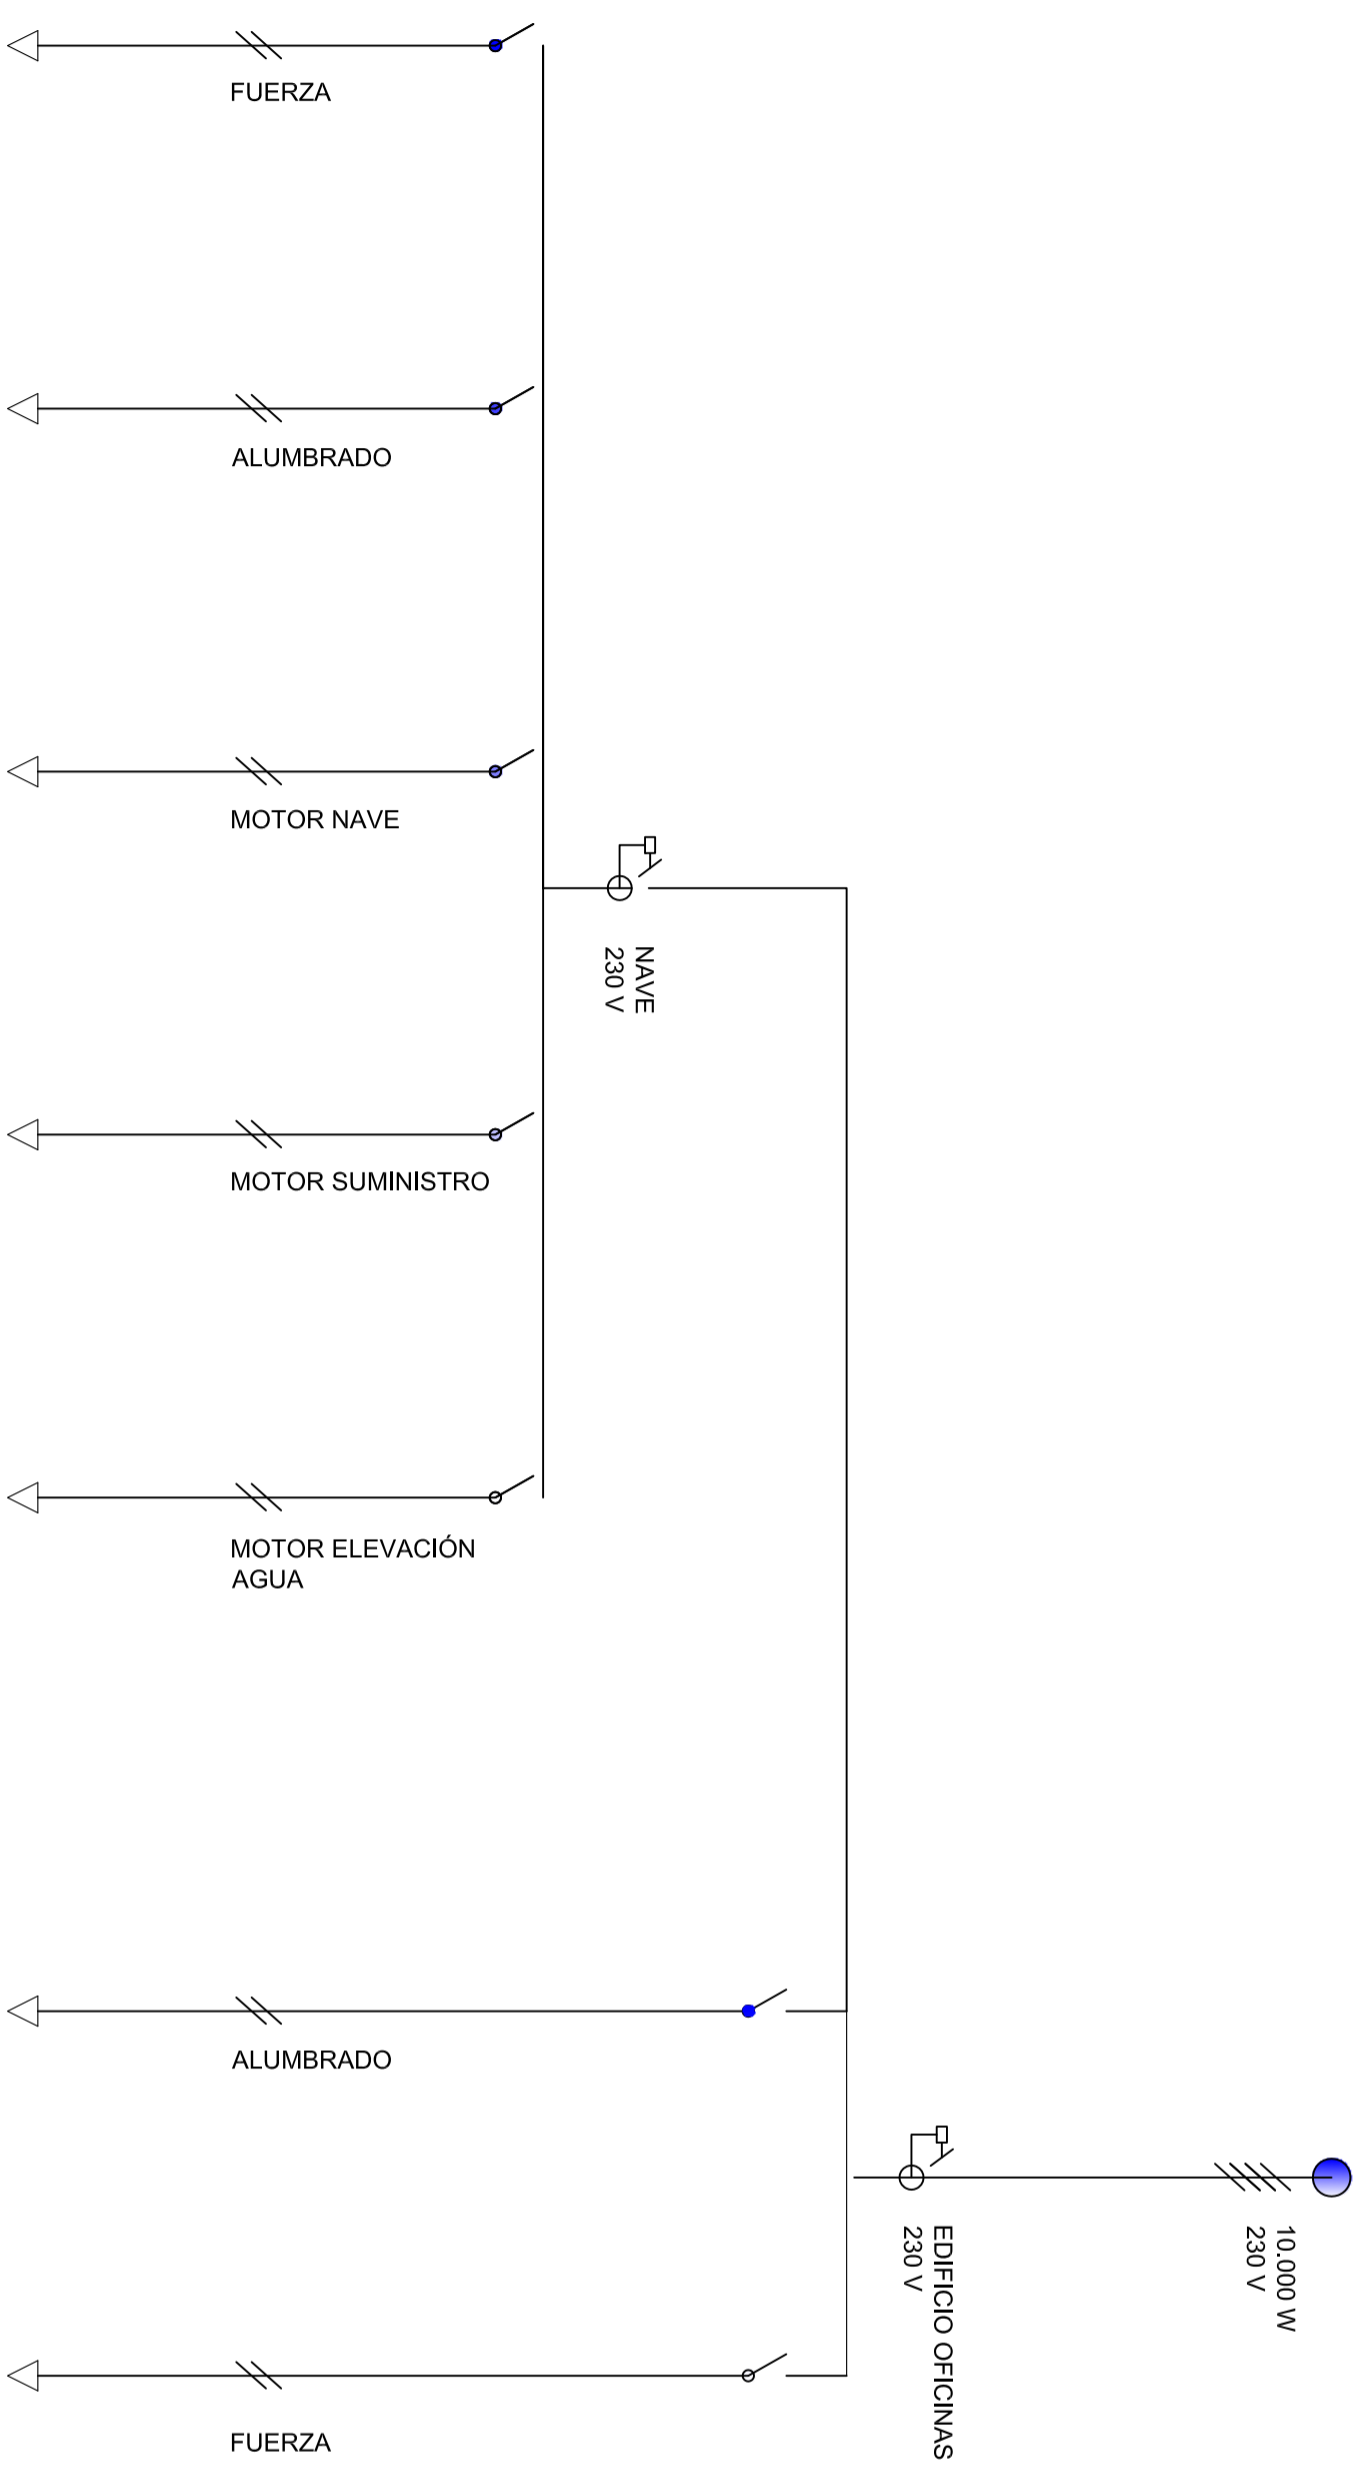 FUERZA
ALUMBRADO
MOTOR NAVE
NAVE
230 V
MOTOR SUMINISTRO
MOTOR ELEVACIÓN
AGUA
ALUMBRADO
EDIFICIO OFICINAS
230 V
10.000 W
230 V
FUERZA